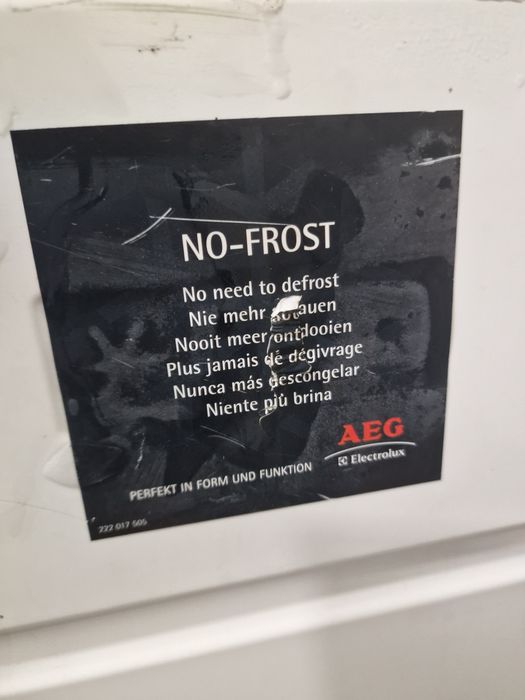 NO-FROST
No need to defrost
Nie mehr abtauen
Nooit meer ontdooien
Plus jamais de dégivrage
Nunca más descongelar
Niente più brina
AEG
Electrolux
PERFEKT IN FORM UND FUNKTION
222 017 505